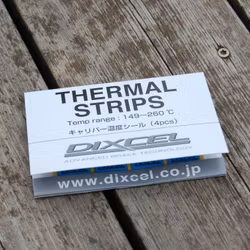 THERMAL
STRIPS
Temp range : 149～260℃
キャリパー温度シール（4pcs）
DIXCEL
ADVANCED BRAKE TECHNOLOGY
www.dixcel.co.jp